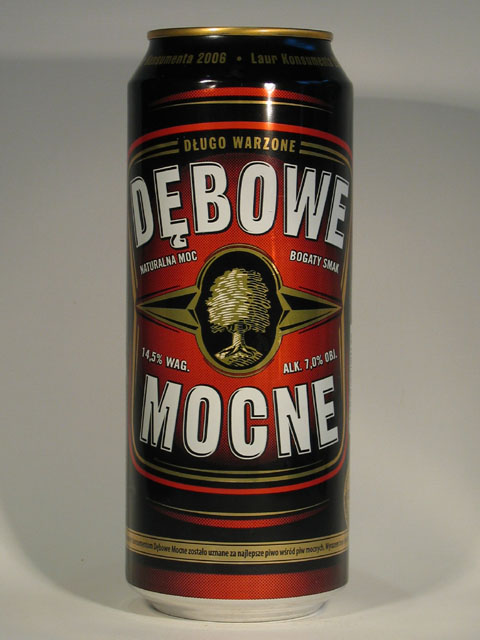 Konsumenta 2006 • Laur Konsumenta
DŁUGO WARZONE
DĘBOWE
NATURALNA MOC
BOGATY SMAK
14,5% WAG.
ALK. 7,0% OBJ.
MOCNE
Dębowe Mocne zostało uznane za najlepsze piwo wśród piw mocnych.